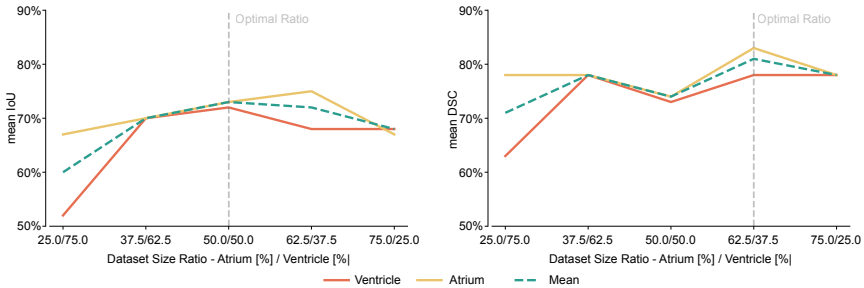 90%
80%
70%
60%
50%
mean IoU
Optimal Ratio
25.0/75.0 37.5/62.5 50.0/50.0 62.5/37.5 75.0/25.0
Dataset Size Ratio - Atrium [%] / Ventricle [%|
90%
80%
70%
60%
50%
mean DSC
Optimal Ratio
25.0/75.0 37.5/62.5 50.0/50.0 62.5/37.5 75.0/25.0
Dataset Size Ratio - Atrium [%] / Ventricle [%|
Ventricle Atrium Mean